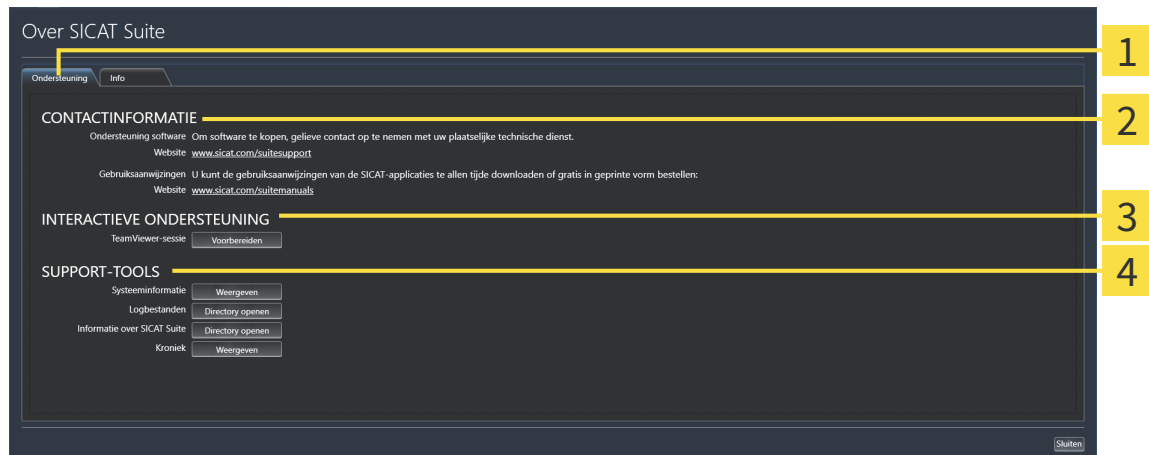 Over SICAT Suite
1
Ondersteuning
Info
CONTACTINFORMATIE
2
Ondersteuning software Om software te kopen, gelieve contact op te nemen met uw plaatselijke technische dienst.
Website www.sicat.com/suitesupport
Gebruiksaanwijzingen U kunt de gebruiksaanwijzingen van de SICAT-applicaties te allen tijde downloaden of gratis in geprinte vorm bestellen:
Website www.sicat.com/suitemanuals
INTERACTIEVE ONDERSTEUNING
3
TeamViewer-sessie Voorbereiden
SUPPORT-TOOLS
4
Systeeminformatie Weergeven
Logbestanden Directory openen
Informatie over SICAT Suite Directory openen
Kroniek Weergeven
Sluiten